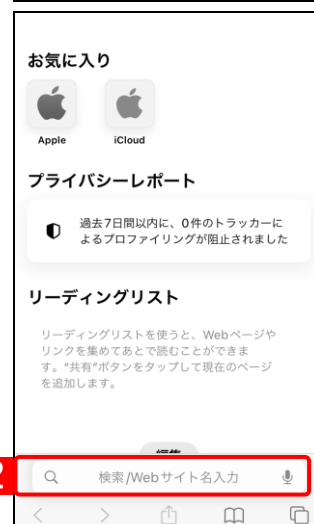 お気に入り
Apple iCloud
プライバシーレポート
過去7日間以内に、0件のトラッカーに
よるプロファイリングが阻止されました
リーディングリスト
リーディングリストを使うと、Webページや
リンクを集めてあとで読むことができま
す。“共有”ボタンをタップして現在のページ
を追加します。
編集
2
検索/Webサイト名入力